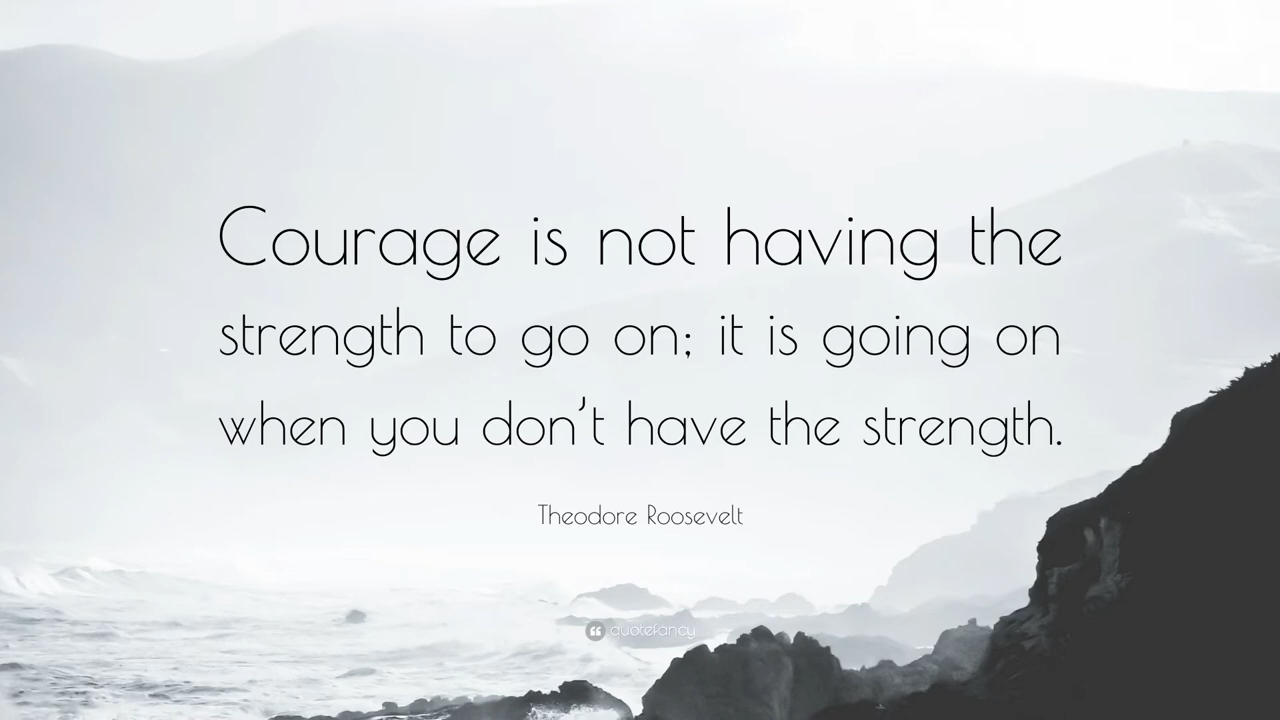 Courage is not having the
strength to go on; it is going on
when you don’t have the strength.
Theodore Roosevelt
quotefancy